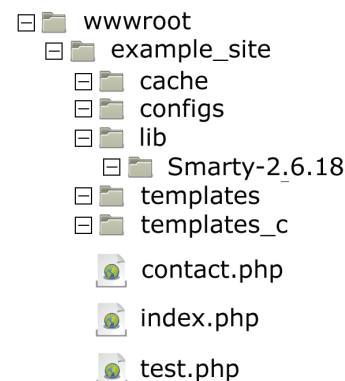 wwwroot
example_site
cache
configs
lib
Smarty-2.6.18
templates
templates_c
contact.php
index.php
test.php